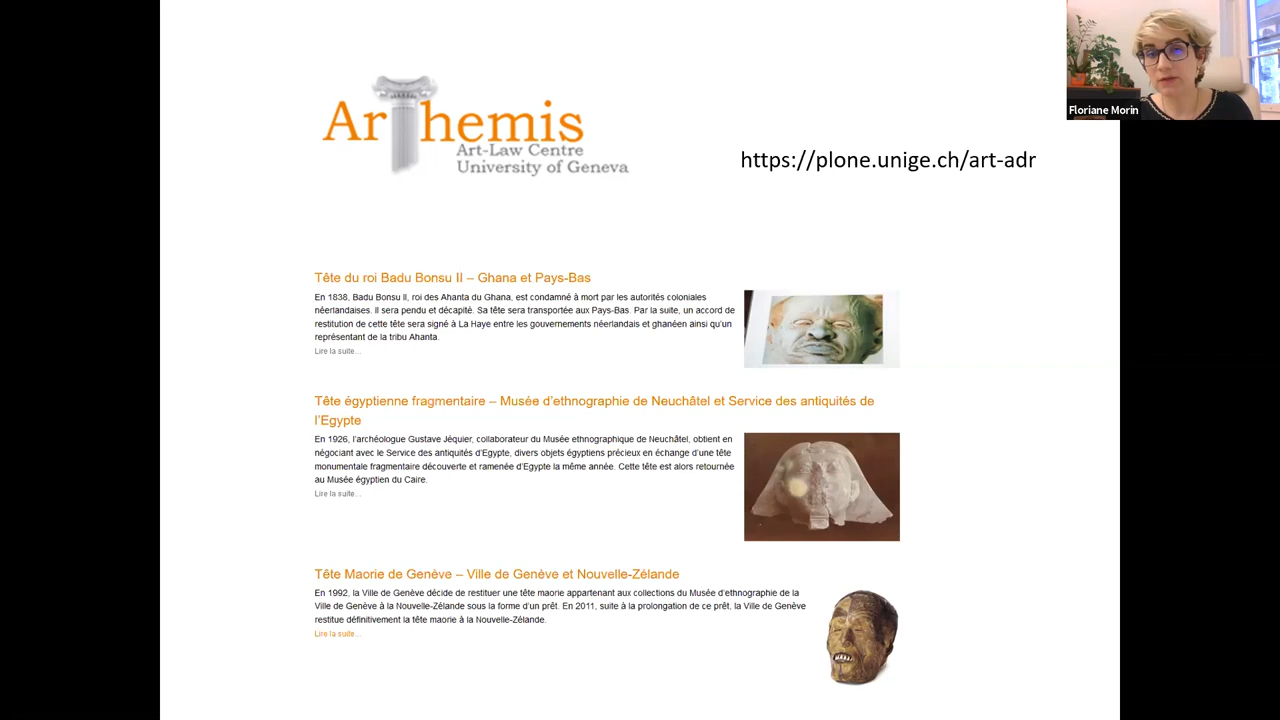 ArThemis
Art-Law Centre
University of Geneva
https://plone.unige.ch/art-adr
Floriane Morin
Tête du roi Badu Bonsu II – Ghana et Pays-Bas
En 1838, Badu Bonsu II, roi des Ahanta du Ghana, est condamné à mort par les autorités coloniales
néerlandaises. Il sera pendu et décapité. Sa tête sera transportée aux Pays-Bas. Par la suite, un accord de
restitution de cette tête sera signé à La Haye entre les gouvernements néerlandais et ghanéen ainsi qu'un
représentant de la tribu Ahanta.
Lire la suite…
Tête égyptienne fragmentaire – Musée d'ethnographie de Neuchâtel et Service des antiquités de
l'Egypte
En 1926, l'archéologue Gustave Jéquier, collaborateur du Musée ethnographique de Neuchâtel, obtient en
négociant avec le Service des antiquités d'Egypte, divers objets égyptiens précieux en échange d'une tête
monumentale fragmentaire découverte et ramenée d'Egypte la même année. Cette tête est alors retournée
au Musée égyptien du Caire.
Lire la suite…
Tête Maorie de Genève – Ville de Genève et Nouvelle-Zélande
En 1992, la Ville de Genève décide de restituer une tête maorie appartenant aux collections du Musée d'ethnographie de la
Ville de Genève à la Nouvelle-Zélande sous la forme d'un prêt. En 2011, suite à la prolongation de ce prêt, la Ville de Genève
restitue définitivement la tête maorie à la Nouvelle-Zélande.
Lire la suite…